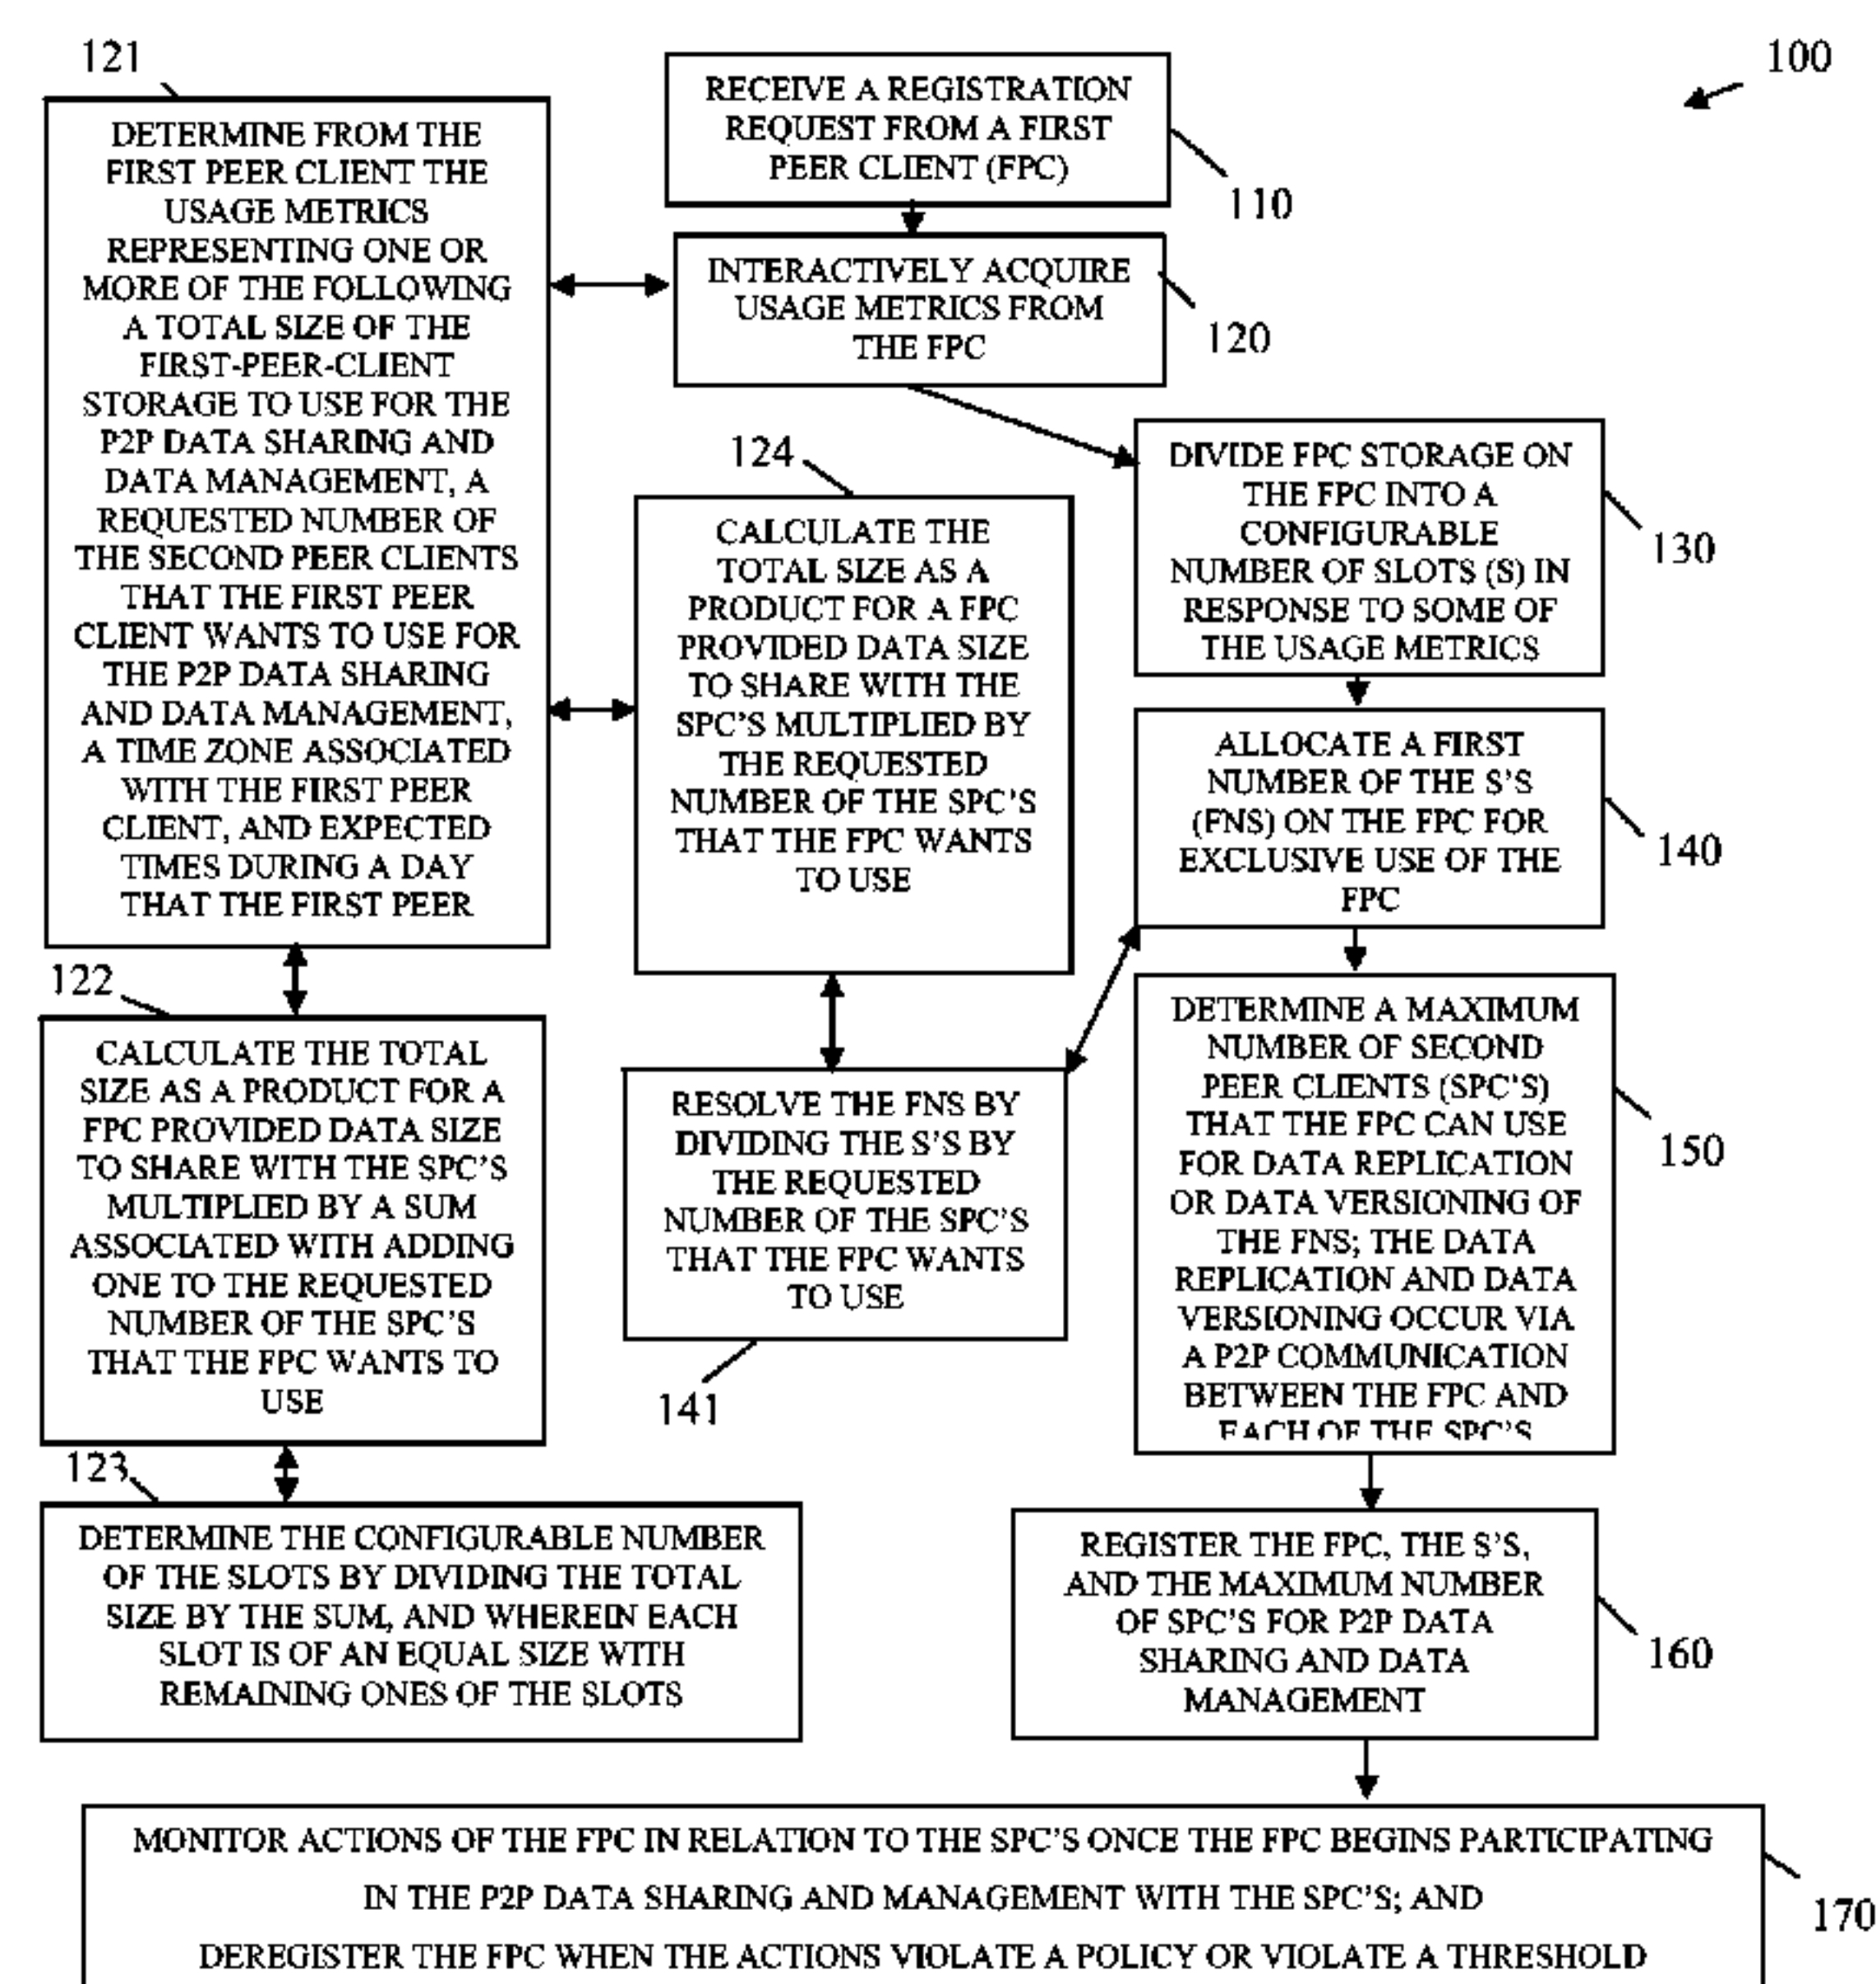 100
121
DETERMINE FROM THE
FIRST PEER CLIENT THE
USAGE METRICS
REPRESENTING ONE OR
MORE OF THE FOLLOWING
A TOTAL SIZE OF THE
FIRST-PEER-CLIENT
STORAGE TO USE FOR THE
P2P DATA SHARING AND
DATA MANAGEMENT, A
REQUESTED NUMBER OF
THE SECOND PEER CLIENTS
THAT THE FIRST PEER
CLIENT WANTS TO USE FOR
THE P2P DATA SHARING
AND DATA MANAGEMENT,
A TIME ZONE ASSOCIATED
WITH THE FIRST PEER
CLIENT, AND EXPECTED
TIMES DURING A DAY
THAT THE FIRST PEER
RECEIVE A REGISTRATION
REQUEST FROM A FIRST
PEER CLIENT (FPC)
110
INTERACTIVELY ACQUIRE
USAGE METRICS FROM
THE FPC
120
124
CALCULATE THE
TOTAL SIZE AS A
PRODUCT FOR A FPC
PROVIDED DATA SIZE
TO SHARE WITH THE
SPC'S MULTIPLIED BY
THE REQUESTED
NUMBER OF THE SPC'S
THAT THE FPC WANTS
TO USE
DIVIDE FPC STORAGE ON
THE FPC INTO A
CONFIGURABLE
NUMBER OF SLOTS (S) IN
RESPONSE TO SOME OF
THE USAGE METRICS
130
ALLOCATE A FIRST
NUMBER OF THE S'S
(FNS) ON THE FPC FOR
EXCLUSIVE USE OF THE
FPC
140
122
CALCULATE THE TOTAL
SIZE AS A PRODUCT FOR A
FPC PROVIDED DATA SIZE
TO SHARE WITH THE SPC'S
MULTIPLIED BY A SUM
ASSOCIATED WITH ADDING
ONE TO THE REQUESTED
NUMBER OF THE SPC'S
THAT THE FPC WANTS TO
USE
RESOLVE THE FNS BY
DIVIDING THE S'S BY
THE REQUESTED
NUMBER OF THE SPC'S
THAT THE FPC WANTS
TO USE
141
DETERMINE A MAXIMUM
NUMBER OF SECOND
PEER CLIENTS (SPC'S)
THAT THE FPC CAN USE
FOR DATA REPLICATION
OR DATA VERSIONING OF
THE FNS; THE DATA
REPLICATION AND DATA
VERSIONING OCCUR VIA
A P2P COMMUNICATION
BETWEEN THE FPC AND
EACH OF THE SPC'S
150
123
DETERMINE THE CONFIGURABLE NUMBER
OF THE SLOTS BY DIVIDING THE TOTAL
SIZE BY THE SUM, AND WHEREIN EACH
SLOT IS OF AN EQUAL SIZE WITH
REMAINING ONES OF THE SLOTS
REGISTER THE FPC, THE S'S,
AND THE MAXIMUM NUMBER
OF SPC'S FOR P2P DATA
SHARING AND DATA
MANAGEMENT
160
MONITOR ACTIONS OF THE FPC IN RELATION TO THE SPC'S ONCE THE FPC BEGINS PARTICIPATING
IN THE P2P DATA SHARING AND MANAGEMENT WITH THE SPC'S; AND
DEREGISTER THE FPC WHEN THE ACTIONS VIOLATE A POLICY OR VIOLATE A THRESHOLD
170